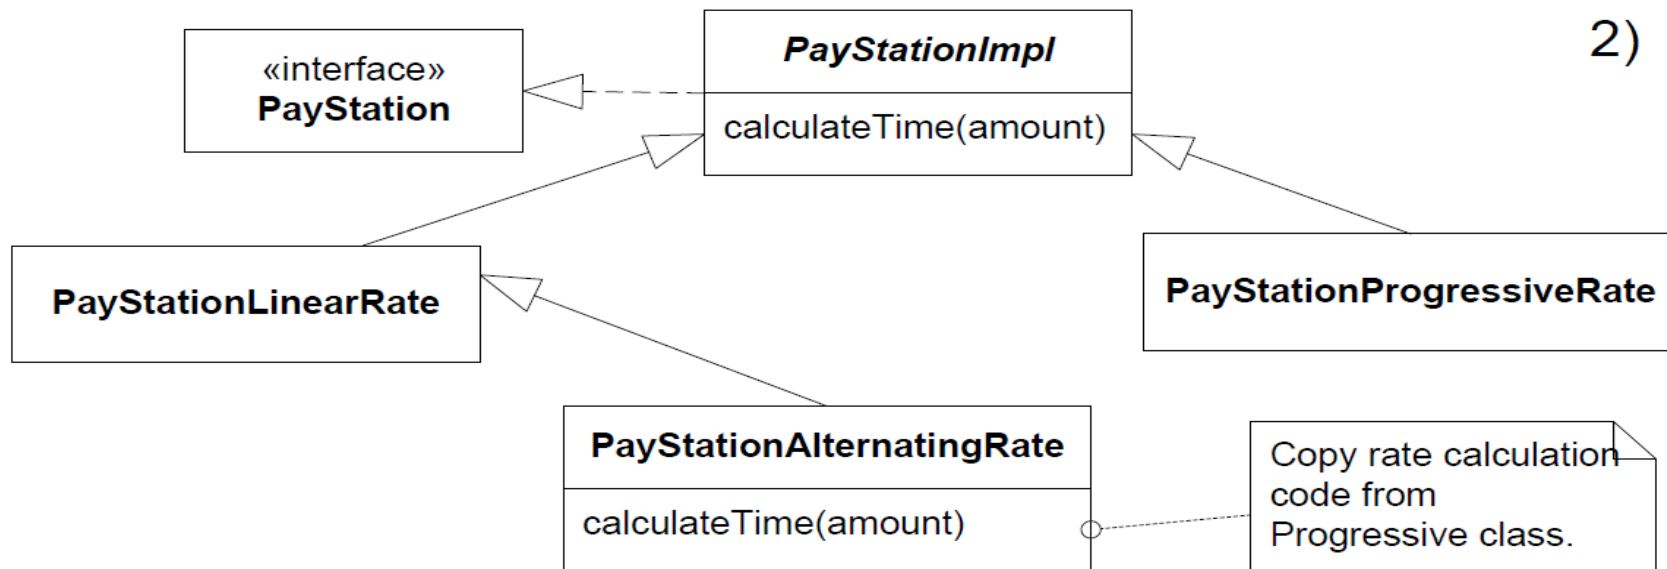 2)
«interface»
PayStation
PayStationImpl
calculateTime(amount)
PayStationLinearRate
PayStationProgressiveRate
PayStationAlternatingRate
calculateTime(amount)
Copy rate calculation
code from
Progressive class.